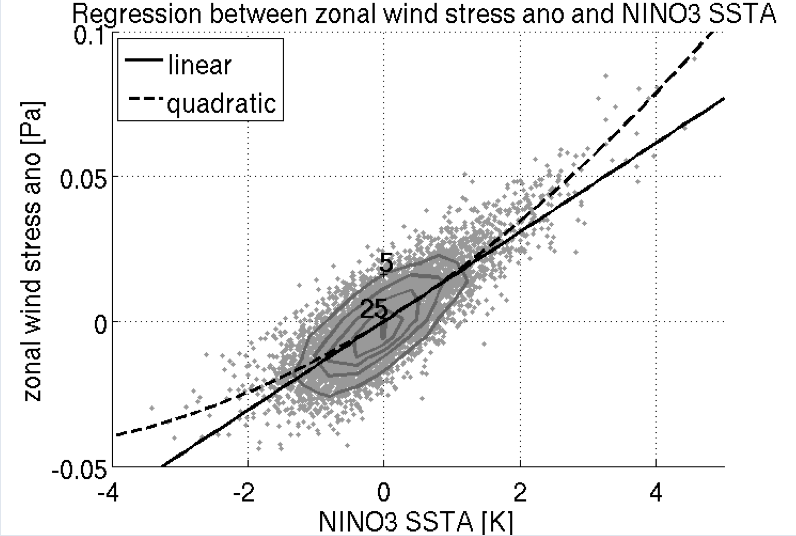 Regression between zonal wind stress ano and NINO3 SSTA
0.1
linear
quadratic
zonal wind stress ano [Pa]
0.05
5
25
0
-0.05
-4
-2
0
2
4
NINO3 SSTA [K]